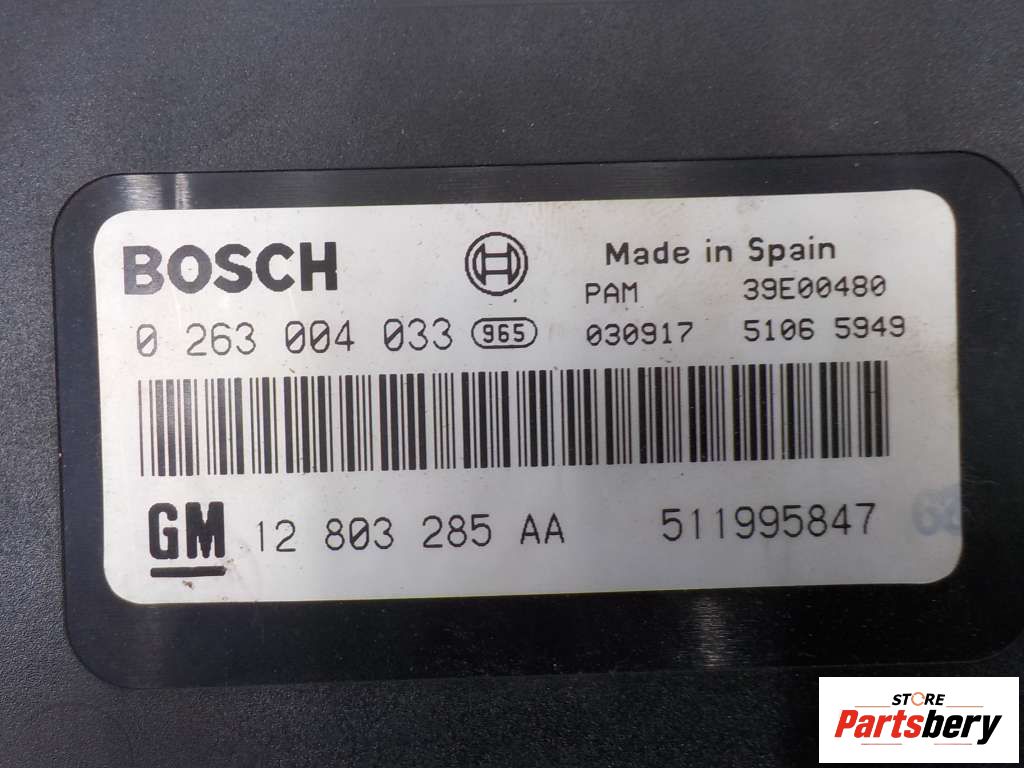 BOSCH
Made in Spain
PAM 39E00480
0 263 004 033 965 030917 5106 5949
GM 12 803 285 AA 511995847
STORE
Partsbery